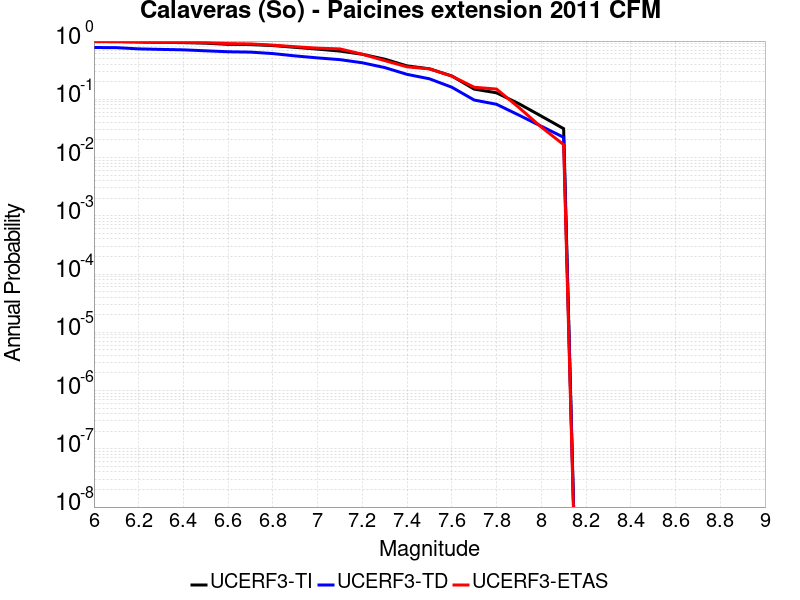 Calaveras (So) - Paicines extension 2011 CFM
Annual Probability
10^0
10^-1
10^-2
10^-3
10^-4
10^-5
10^-6
10^-7
10^-8
6 6.2 6.4 6.6 6.8 7 7.2 7.4 7.6 7.8 8 8.2 8.4 8.6 8.8 9
Magnitude
UCERF3-TI UCERF3-TD UCERF3-ETAS